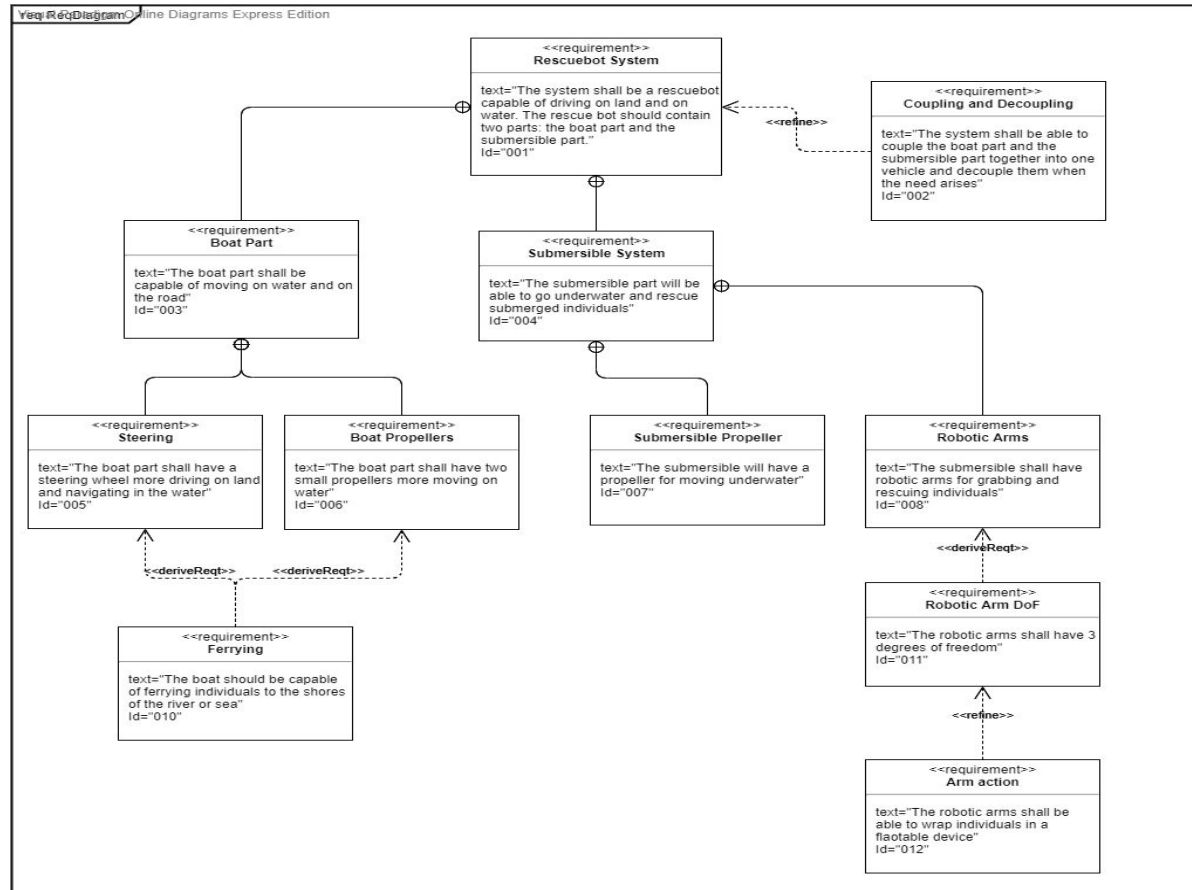 req ReqDiagram
Visual Paradigm Online Diagrams Express Edition
<<requirement>>
Rescuebot System
text="The system shall be a rescuebot
capable of driving on land and on
water. The rescue bot should contain
two parts: the boat part and the
submersible part."
Id="001"
<<refine>>
<<requirement>>
Coupling and Decoupling
text="The system shall be able to
couple the boat part and the
submersible part together into one
vehicle and decouple them when
the need arises"
Id="002"
<<requirement>>
Boat Part
text="The boat part shall be
capable of moving on water and on
the road"
Id="003"
<<requirement>>
Submersible System
text="The submersible part will be
able to go underwater and rescue
submerged individuals"
Id="004"
<<requirement>>
Steering
text="The boat part shall have a
steering wheel more driving on land
and navigating in the water"
Id="005"
<<requirement>>
Boat Propellers
text="The boat part shall have two
small propellers more moving on
water"
Id="006"
<<requirement>>
Submersible Propeller
text="The submersible will have a
propeller for moving underwater"
Id="007"
<<requirement>>
Robotic Arms
text="The submersible shall have
robotic arms for grabbing and
rescuing individuals"
Id="008"
<<deriveReqt>>
<<deriveReqt>>
<<deriveReqt>>
<<requirement>>
Ferrying
text="The boat should be capable
of ferrying individuals to the shores
of the river or sea"
Id="010"
<<requirement>>
Robotic Arm DoF
text="The robotic arms shall have 3
degrees of freedom"
Id="011"
<<refine>>
<<requirement>>
Arm action
text="The robotic arms shall be
able to wrap individuals in a
flaotable device"
Id="012"